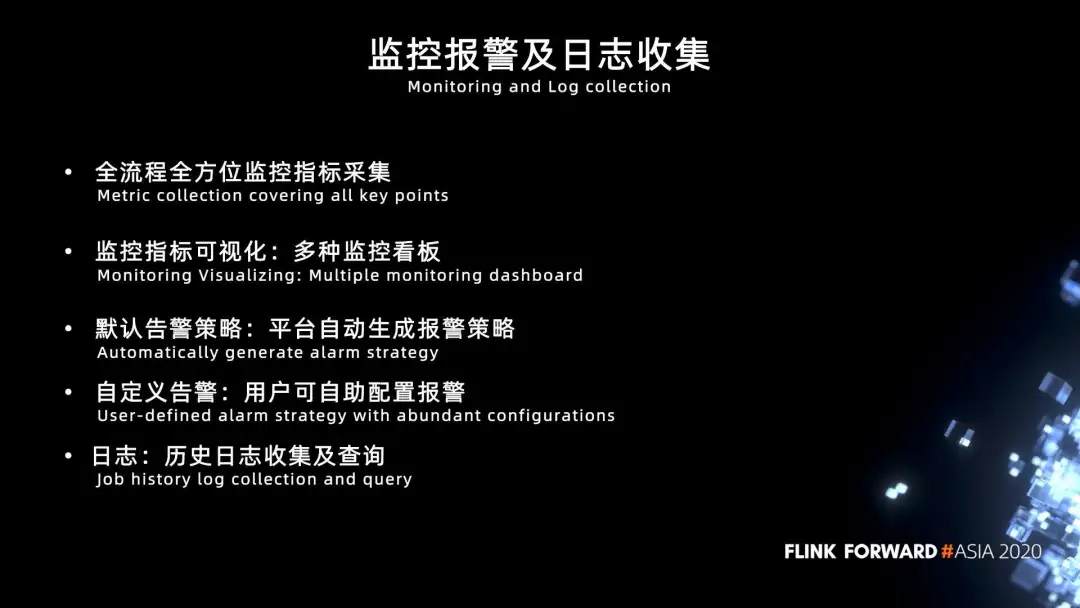 监控报警及日志收集
Monitoring and Log collection
• 全流程全方位监控指标采集
Metric collection covering all key points
• 监控指标可视化：多种监控看板
Monitoring Visualizing: Multiple monitoring dashboard
• 默认告警策略：平台自动生成报警策略
Automatically generate alarm strategy
• 自定义告警：用户可自助配置报警
User-defined alarm strategy with abundant configurations
• 日志：历史日志收集及查询
Job history log collection and query
FLINK FORWARD #ASIA 2020